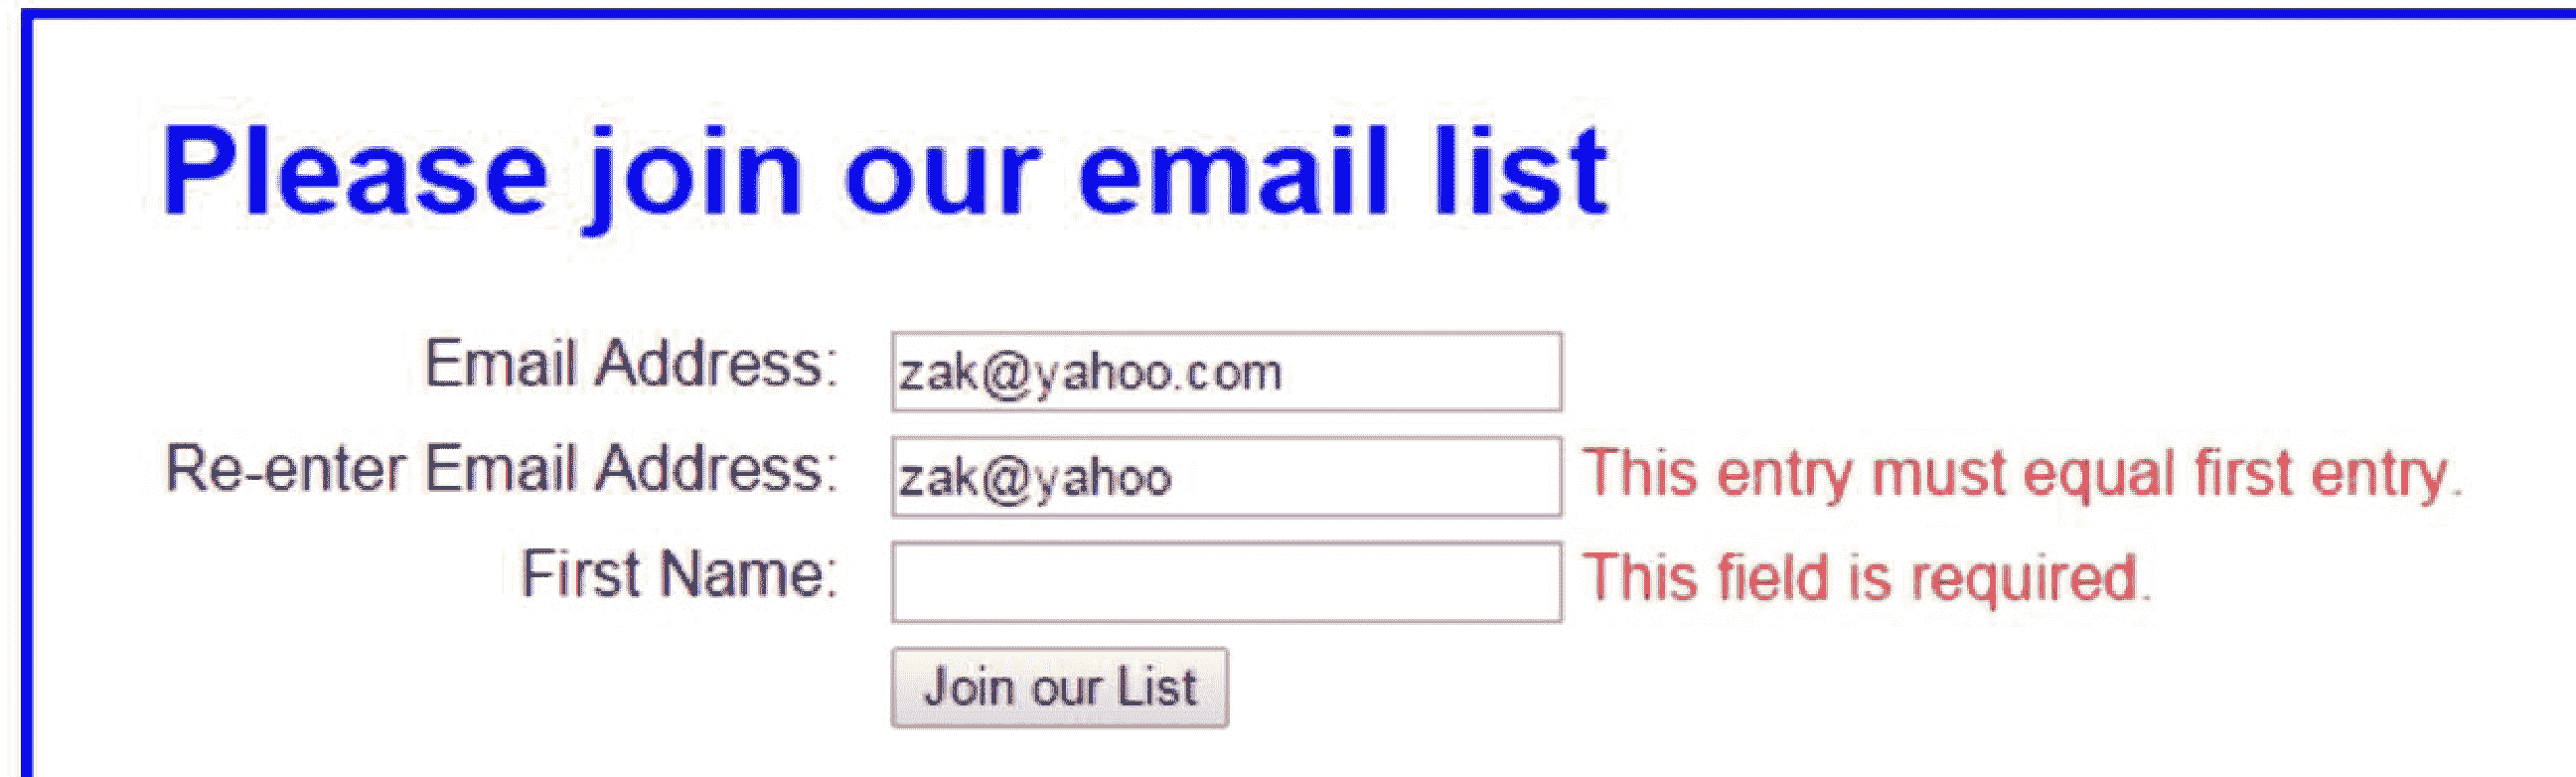 Please join our email list
Email Address: zak@yahoo.com
Re-enter Email Address: zak@yahoo This entry must equal first entry.
First Name: This field is required.
Join our List